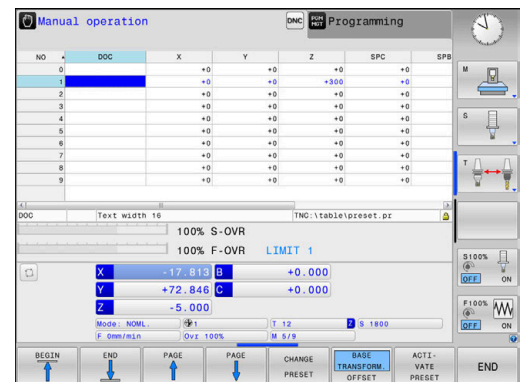 Manual operation
DNC
PGM MGT
Programming
NO DOC X Y Z SPC SPB
0 +0 +0 +0 +0
1 +0 +0 +300 +0
2 +0 +0 +0 +0
3 +0 +0 +0 +0
4 +0 +0 +0 +0
5 +0 +0 +0 +0
6 +0 +0 +0 +0
7 +0 +0 +0 +0
8 +0 +0 +0 +0
9 +0 +0 +0 +0
DOC Text width 16 TNC:\table\preset.pr
100% S-OVR
100% F-OVR LIMIT 1
X -17.813 B +0.000
Y +72.846 C +0.000
Z -5.000
Mode: NOML. 1 T 12 Z S 1800
F 0mm/min Ovr 100% M 5/9
M
S
T
S100%
OFF ON
F100%
OFF ON
BEGIN
END
PAGE
PAGE
CHANGE
PRESET
BASE
TRANSFORM.
OFFSET
ACTI-
VATE
PRESET
END